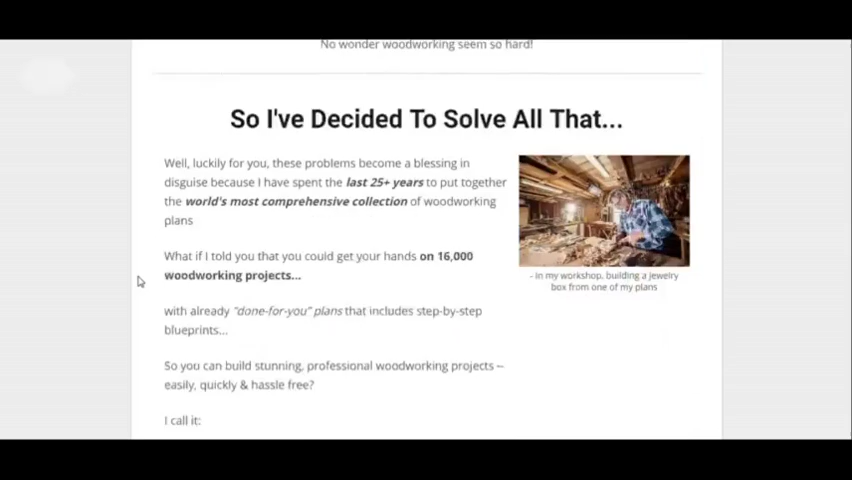 No wonder woodworking seem so hard!
So I've Decided To Solve All That...
Well, luckily for you, these problems become a blessing in
disguise because I have spent the last 25+ years to put together
the world's most comprehensive collection of woodworking
plans
- in my workshop, building a jewelry
box from one of my plans
What if I told you that you could get your hands on 16,000
woodworking projects...
with already "done-for-you" plans that includes step-by-step
blueprints...
So you can build stunning, professional woodworking projects –
easily, quickly & hassle free?
I call it: